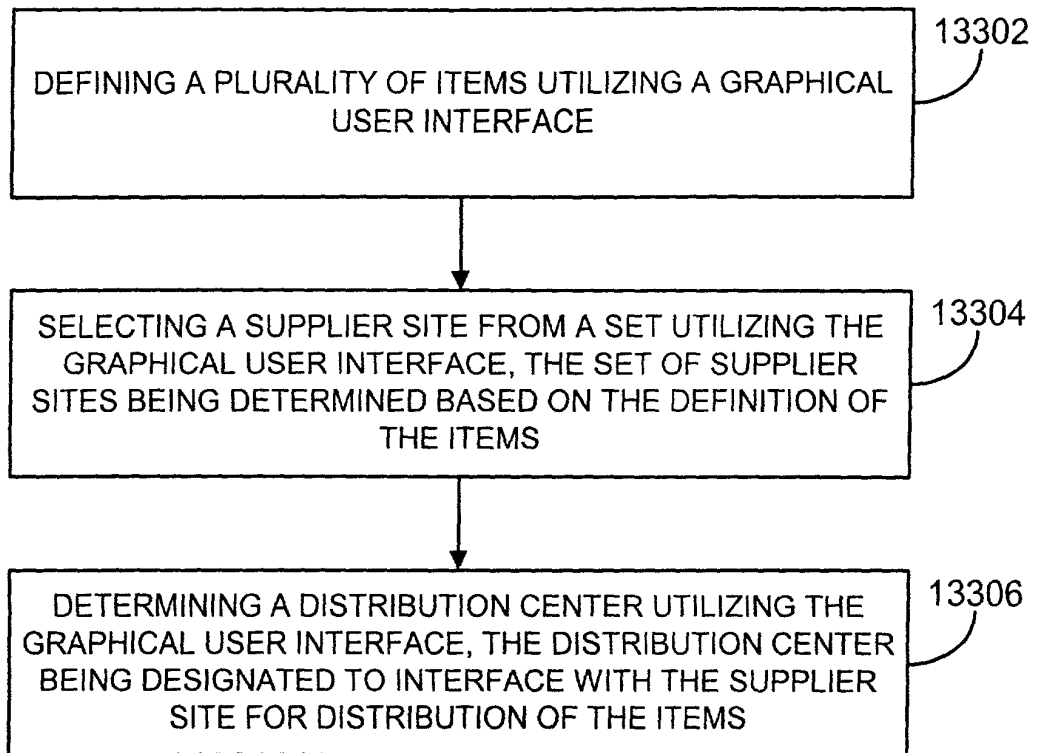 13302
DEFINING A PLURALITY OF ITEMS UTILIZING A GRAPHICAL
USER INTERFACE
13304
SELECTING A SUPPLIER SITE FROM A SET UTILIZING THE
GRAPHICAL USER INTERFACE, THE SET OF SUPPLIER
SITES BEING DETERMINED BASED ON THE DEFINITION OF
THE ITEMS
13306
DETERMINING A DISTRIBUTION CENTER UTILIZING THE
GRAPHICAL USER INTERFACE, THE DISTRIBUTION CENTER
BEING DESIGNATED TO INTERFACE WITH THE SUPPLIER
SITE FOR DISTRIBUTION OF THE ITEMS